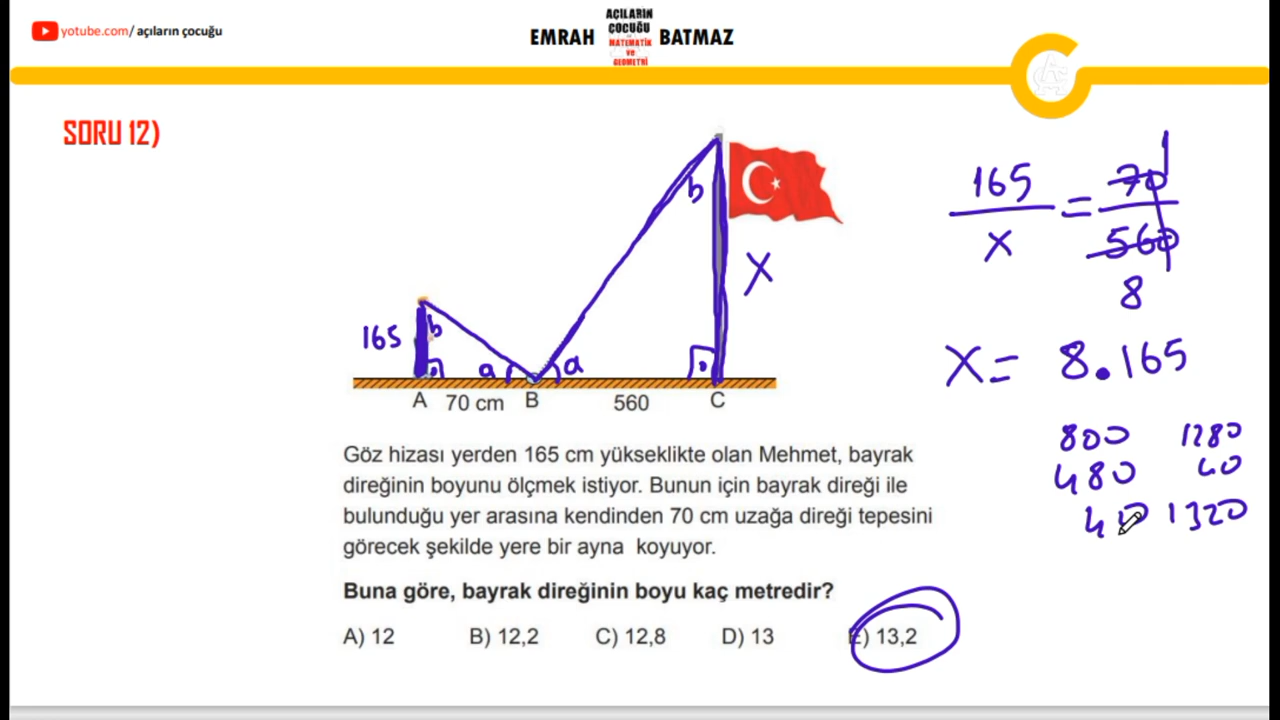 yotube.com/ açıların çocuğu
EMRAH
AÇILARIN
ÇOCUĞU
MATEMATİK
ve
GEOMETRİ
BATMAZ
SORU 12)
b
X
165
b
a
a
A 70 cm B 560 C
165 / X = 70 / 560
8
X = 8.165
800 1280
480 40
40 1320
Göz hizası yerden 165 cm yükseklikte olan Mehmet, bayrak
direğinin boyunu ölçmek istiyor. Bunun için bayrak direği ile
bulunduğu yer arasına kendinden 70 cm uzağa direği tepesini
görecek şekilde yere bir ayna koyuyor.
Buna göre, bayrak direğinin boyu kaç metredir?
A) 12 B) 12,2 C) 12,8 D) 13 E) 13,2